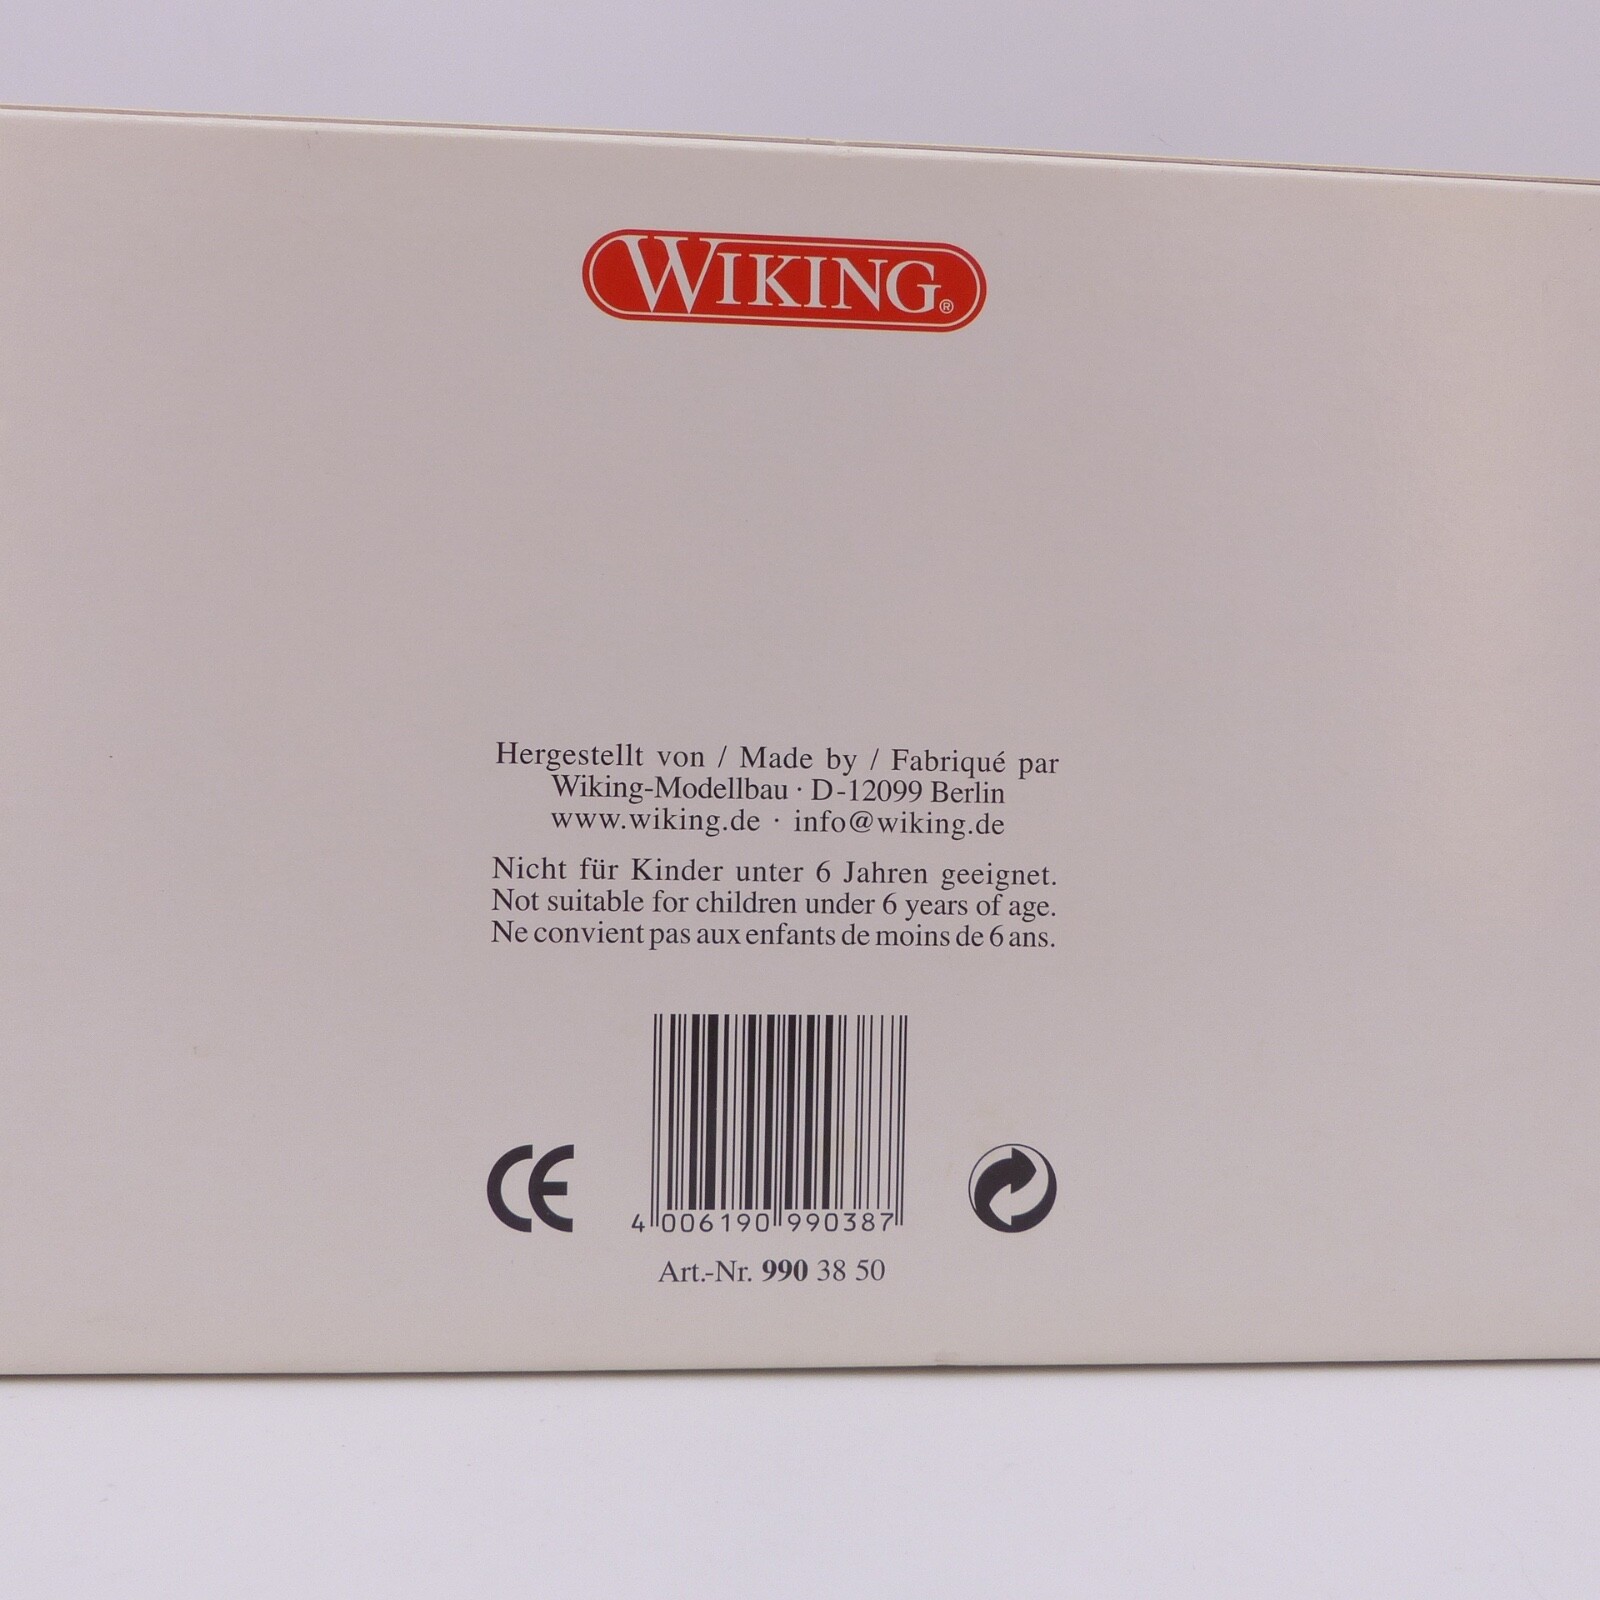 WIKING®
Hergestellt von / Made by / Fabriqué par
Wiking-Modellbau · D-12099 Berlin
www.wiking.de · info@wiking.de
Nicht für Kinder unter 6 Jahren geeignet.
Not suitable for children under 6 years of age.
Ne convient pas aux enfants de moins de 6 ans.
CE
4 006190 990387
Art.-Nr. 990 38 50